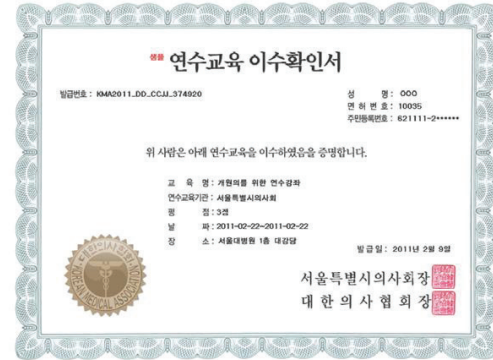 샘플 연수교육 이수확인서
발급번호 : KMA2011_DD_CCJJ_374920
성 명 : 000
면 허 번 호 : 10035
주민등록번호 : 621111-2******
위 사람은 아래 연수교육을 이수하였음을 증명합니다.
교 육 명 : 개원의를 위한 연수강좌
연수교육기관 : 서울특별시의사회
평 점 : 3점
날 짜 : 2011-02-22~2011-02-22
장 소 : 서울대병원 1층 대강당
발 급 일 : 2011년 2월 9일
서울특별시의사회장
대 한 의 사 협 회 장
KOREAN MEDICAL ASSOCIATION